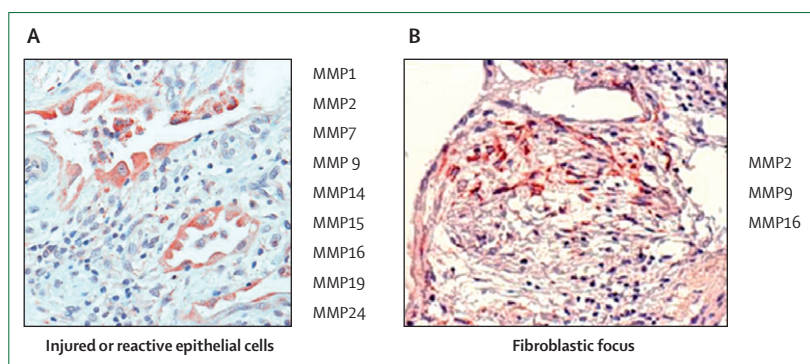 A
MMP1
MMP2
MMP7
MMP 9
MMP14
MMP15
MMP16
MMP19
MMP24
Injured or reactive epithelial cells
B
MMP2
MMP9
MMP16
Fibroblastic focus